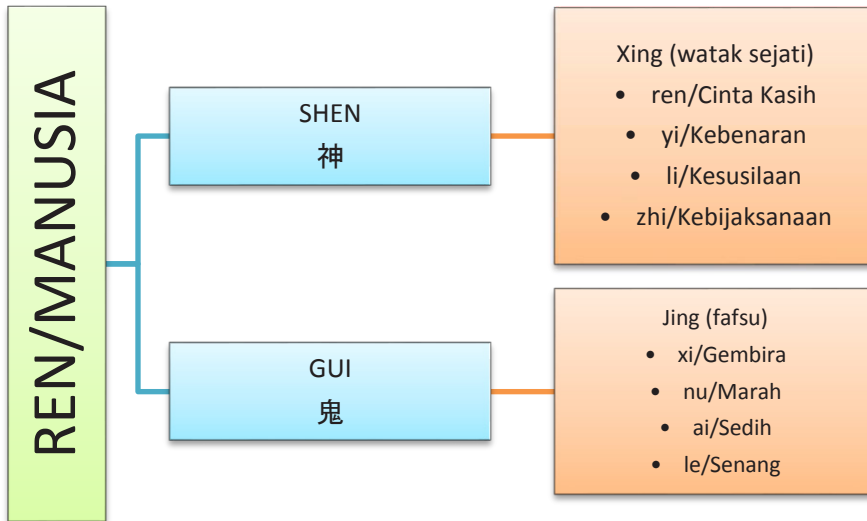 REN/MANUSIA
SHEN
神
Xing (watak sejati)
• ren/Cinta Kasih
• yi/Kebenaran
• li/Kesusilaan
• zhi/Kebijaksanaan
GUI
鬼
Jing (fafsu)
• xi/Gembira
• nu/Marah
• ai/Sedih
• le/Senang